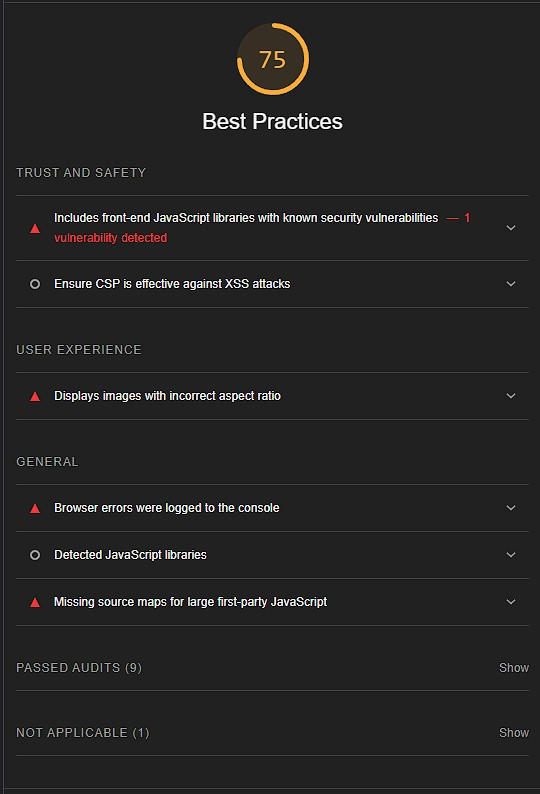 75
Best Practices
TRUST AND SAFETY
Includes front-end JavaScript libraries with known security vulnerabilities — 1
vulnerability detected
Ensure CSP is effective against XSS attacks
USER EXPERIENCE
Displays images with incorrect aspect ratio
GENERAL
Browser errors were logged to the console
Detected JavaScript libraries
Missing source maps for large first-party JavaScript
PASSED AUDITS (9) Show
NOT APPLICABLE (1) Show